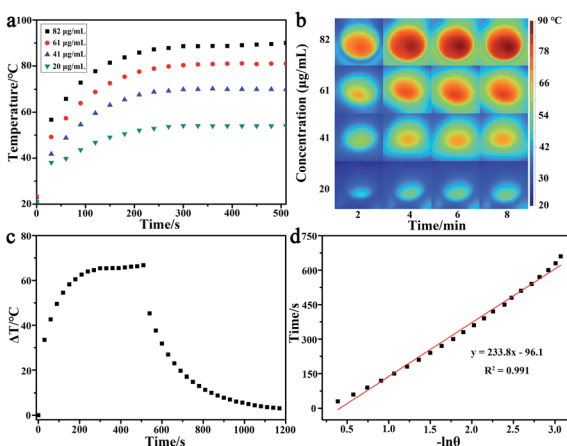 a
82 μg/mL
61 μg/mL
41 μg/mL
20 μg/mL
Temperature/°C
100
80
60
40
20
0 100 200 300 400 500
Time/s
b
Concentration (μg/mL)
82
61
41
20
2 4 6 8
Time/min
90 °C
78
66
54
43
32
20
c
ΔT/°C
80
60
40
20
0
0 200 400 600 800 1000 1200
Time/s
d
Time/s
750
600
450
300
150
0
0.5 1.0 1.5 2.0 2.5 3.0
-lnθ
y = 233.8x - 96.1
R² = 0.991